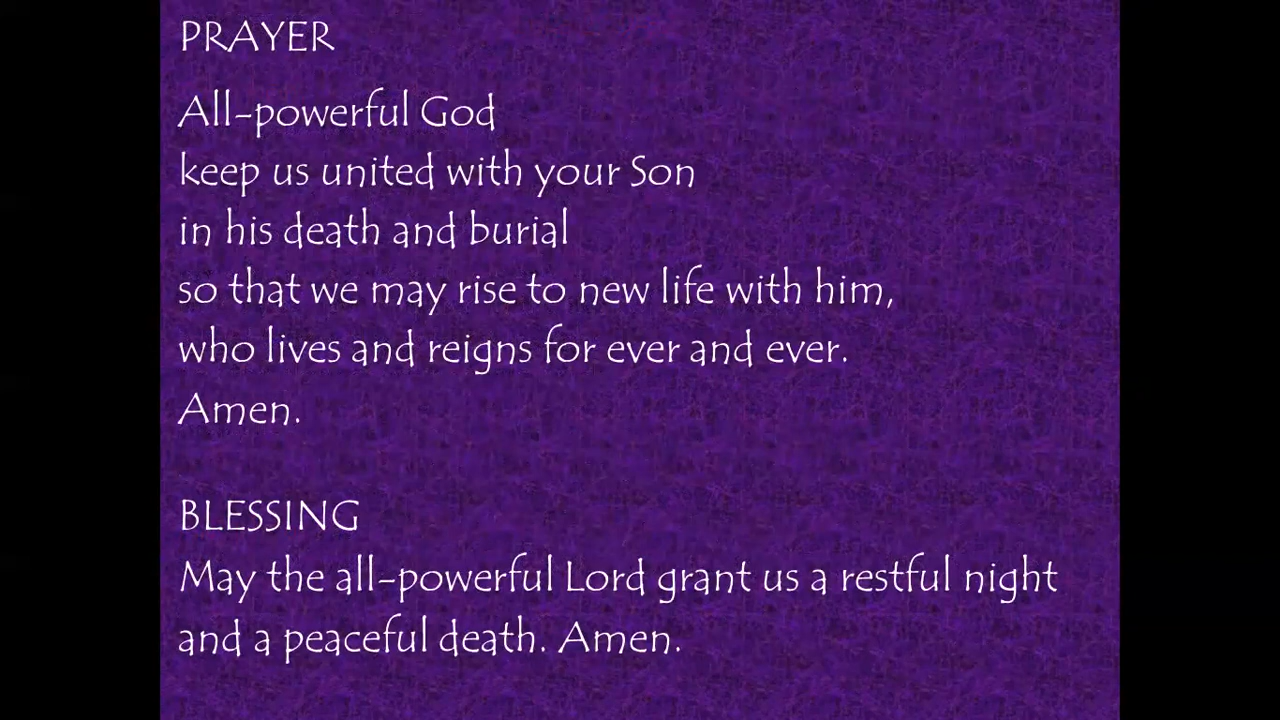 PRAYER
All-powerful God
keep us united with your Son
in his death and burial
so that we may rise to new life with him,
who lives and reigns for ever and ever.
Amen.
BLESSING
May the all-powerful Lord grant us a restful night
and a peaceful death. Amen.